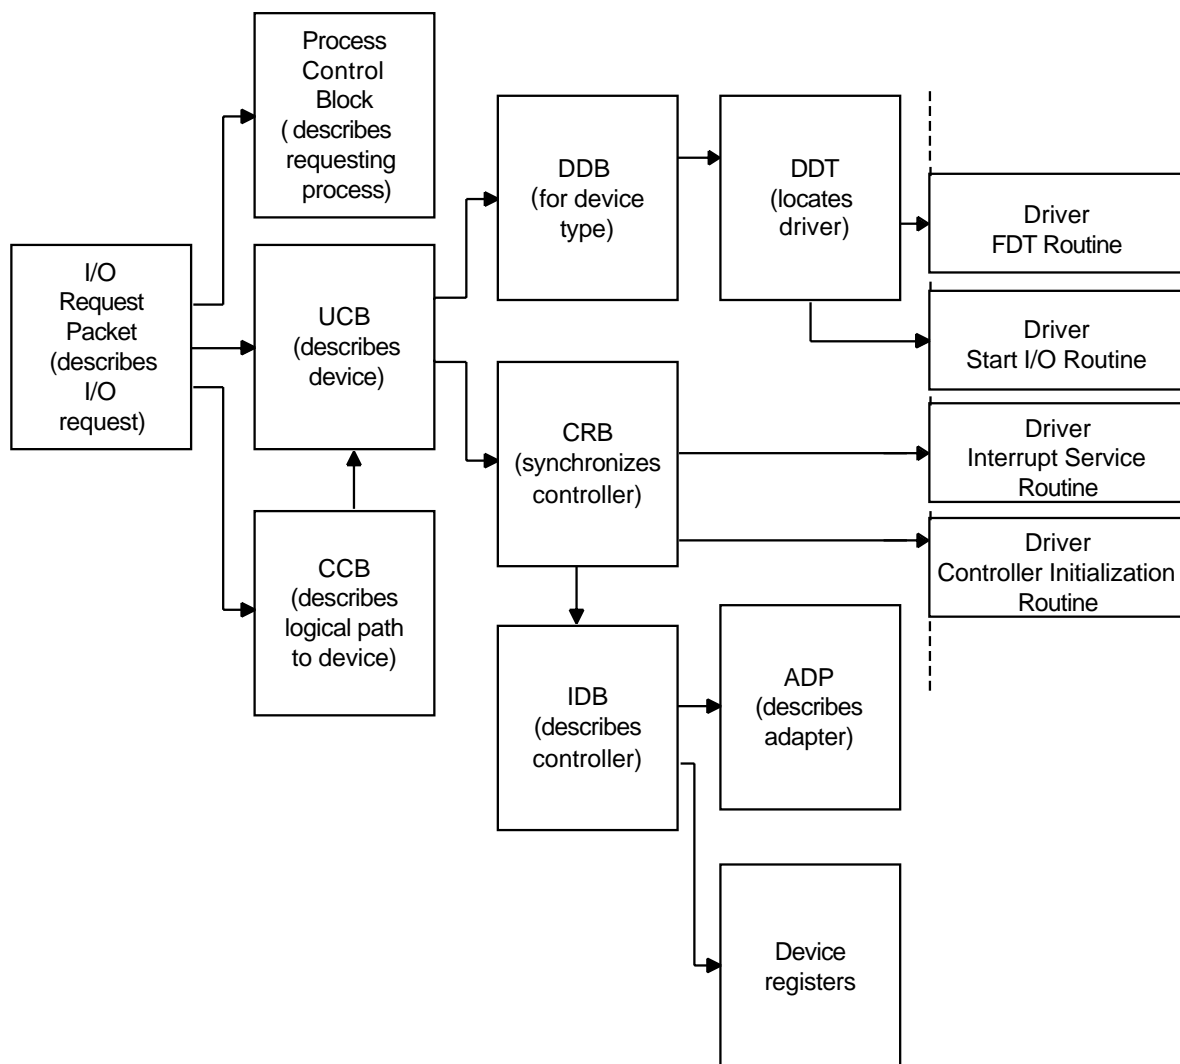 Process
Control
Block
( describes
requesting
process)
DDB
(for device
type)
DDT
(locates
driver)
Driver
FDT Routine
I/O
Request
Packet
(describes
I/O
request)
UCB
(describes
device)
Driver
Start I/O Routine
CRB
(synchronizes
controller)
Driver
Interrupt Service
Routine
CCB
(describes
logical path
to device)
Driver
Controller Initialization
Routine
IDB
(describes
controller)
ADP
(describes
adapter)
Device
registers